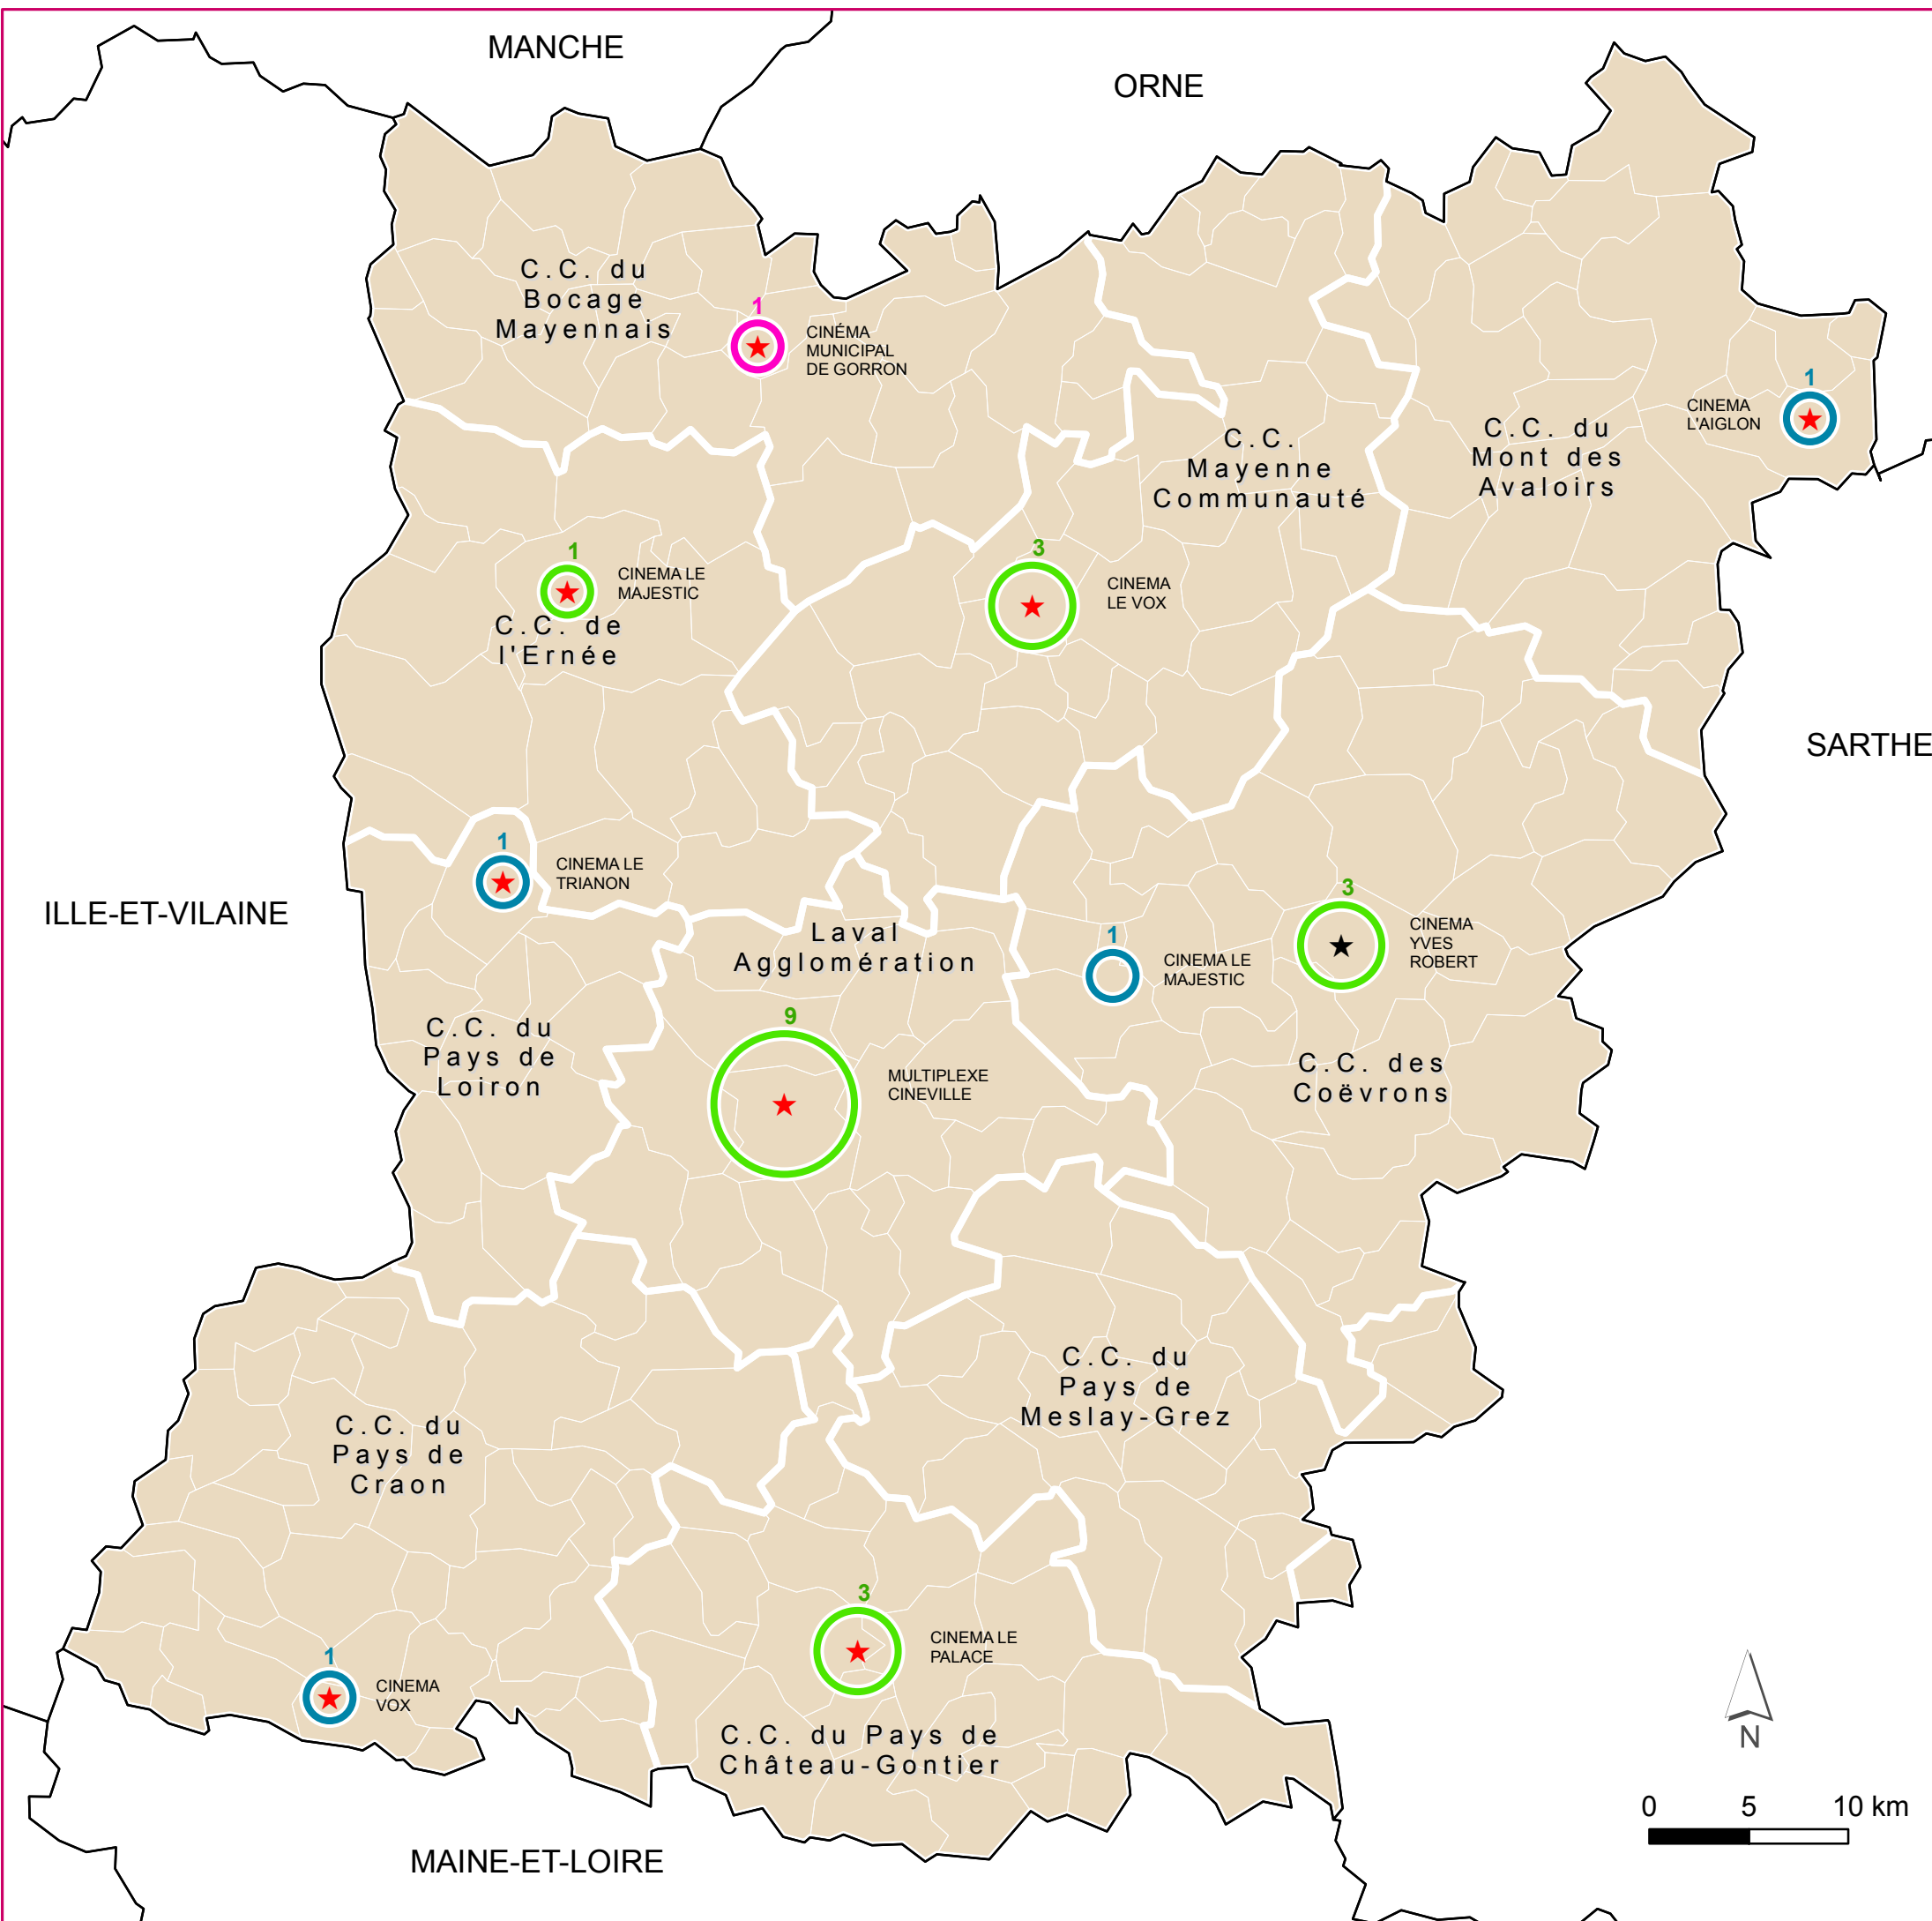 MANCHE
ORNE
C.C. du
Bocage
Mayennais
1
CINÉMA
MUNICIPAL
DE GORRON
1
CINEMA
L'AIGLON
C.C. du
Mont des
Avaloirs
C.C.
Mayenne
Communauté
1
CINEMA LE
MAJESTIC
C.C. de
l'Ernée
3
CINEMA
LE VOX
SARTHE
1
CINEMA LE
TRIANON
ILLE-ET-VILAINE
Laval
Agglomération
1
CINEMA LE
MAJESTIC
3
CINEMA
YVES
ROBERT
C.C. du
Pays de
Loiron
9
MULTIPLEXE
CINEVILLE
C.C. des
Coëvrons
C.C. du
Pays de
Meslay-Grez
C.C. du
Pays de
Craon
3
CINEMA LE
PALACE
1
CINEMA
VOX
C.C. du Pays de
Château-Gontier
N
0 5 10 km
MAINE-ET-LOIRE